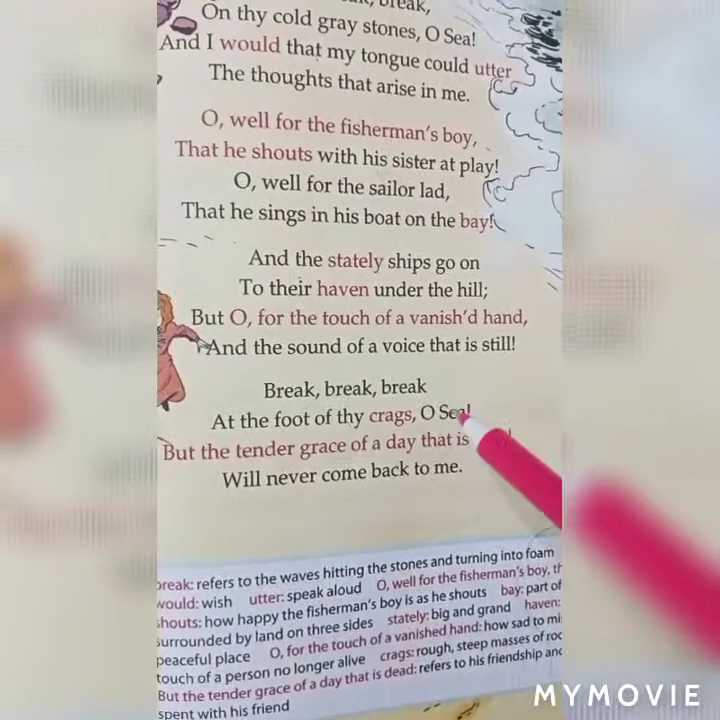 break,
On thy cold gray stones, O Sea!
And I would that my tongue could utter
The thoughts that arise in me.
O, well for the fisherman's boy,
That he shouts with his sister at play!
O, well for the sailor lad,
That he sings in his boat on the bay!
And the stately ships go on
To their haven under the hill;
But O, for the touch of a vanish'd hand,
And the sound of a voice that is still!
Break, break, break
At the foot of thy crags, O Sea!
But the tender grace of a day that is
Will never come back to me.
break: refers to the waves hitting the stones and turning into foam
would: wish utter: speak aloud O, well for the fisherman's boy,
shouts: how happy the fisherman's boy is as he shouts bay: part of
surrounded by land on three sides stately: big and grand haven:
peaceful place O, for the touch of a vanished hand: how sad to
touch of a person no longer alive crags: rough, steep masses of
But the tender grace of a day that is dead: refers to his friendship
spent with his friend
MYMOVIE